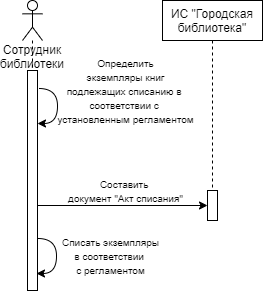 ИС "Городская
библиотека"
Сотрудник
библиотеки
Определить
экземпляры книг
подлежащих списанию в
соответствии с
установленным регламентом
Составить
документ "Акт списания"
Списать экземпляры
в соответствии
с регламентом